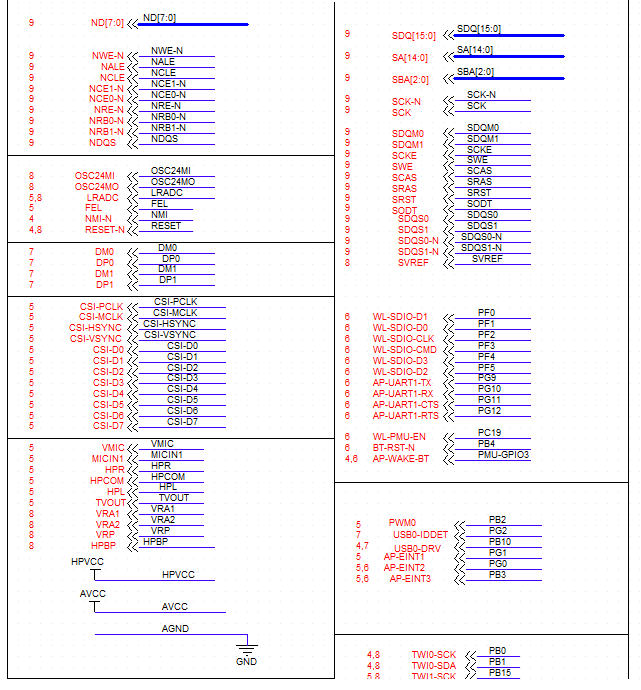 9 ND[7:0] ND[7:0]
9 NWE-N NWE-N
9 NALE NALE
9 NCLE NCLE
9 NCE1-N NCE1-N
9 NCE0-N NCE0-N
9 NRE-N NRE-N
9 NRB0-N NRB0-N
9 NRB1-N NRB1-N
9 NDQS NDQS
8 OSC24MI OSC24MI
8 OSC24MO OSC24MO
5,8 LRADC LRADC
5 FEL FEL
4 NMI-N NMI
4,8 RESET-N RESET
7 DM0 DM0
7 DP0 DP0
7 DM1 DM1
7 DP1 DP1
5 CSI-PCLK CSI-PCLK
5 CSI-MCLK CSI-MCLK
5 CSI-HSYNC CSI-HSYNC
5 CSI-VSYNC CSI-VSYNC
5 CSI-D0 CSI-D0
5 CSI-D1 CSI-D1
5 CSI-D2 CSI-D2
5 CSI-D3 CSI-D3
5 CSI-D4 CSI-D4
5 CSI-D5 CSI-D5
5 CSI-D6 CSI-D6
5 CSI-D7 CSI-D7
5 VMIC VMIC
5 MICIN1 MICIN1
5 HPR HPR
5 HPCOM HPCOM
5 HPL HPL
5 TVOUT TVOUT
8 VRA1 VRA1
8 VRA2 VRA2
8 VRP VRP
8 HPBP HPBP
HPVCC
HPVCC
AVCC
AVCC
AGND
GND
9 SDQ[15:0] SDQ[15:0]
9 SA[14:0] SA[14:0]
9 SBA[2:0] SBA[2:0]
9 SCK-N SCK-N
9 SCK SCK
9 SDQM0 SDQM0
9 SDQM1 SDQM1
9 SCKE SCKE
9 SWE SWE
9 SCAS SCAS
9 SRAS SRAS
9 SRST SRST
9 SODT SODT
9 SDQS0 SDQS0
9 SDQS1 SDQS1
9 SDQS0-N SDQS0-N
9 SDQS1-N SDQS1-N
8 SVREF SVREF
6 WL-SDIO-D1 PF0
6 WL-SDIO-D0 PF1
6 WL-SDIO-CLK PF2
6 WL-SDIO-CMD PF3
6 WL-SDIO-D3 PF4
6 WL-SDIO-D2 PF5
6 AP-UART1-TX PG9
6 AP-UART1-RX PG10
6 AP-UART1-CTS PG11
6 AP-UART1-RTS PG12
6 WL-PMU-EN PC19
6 BT-RST-N PB4
4,6 AP-WAKE-BT PMU-GPIO3
5 PWM0 PB2
7 USB0-IDDET PG2
4,7 USB0-DRV PB10
5 AP-EINT1 PG1
5,6 AP-EINT2 PG0
5,6 AP-EINT3 PB3
4,8 TWI0-SCK PB0
4,8 TWI0-SDA PB1
5,8 TWI1-SCK PB15